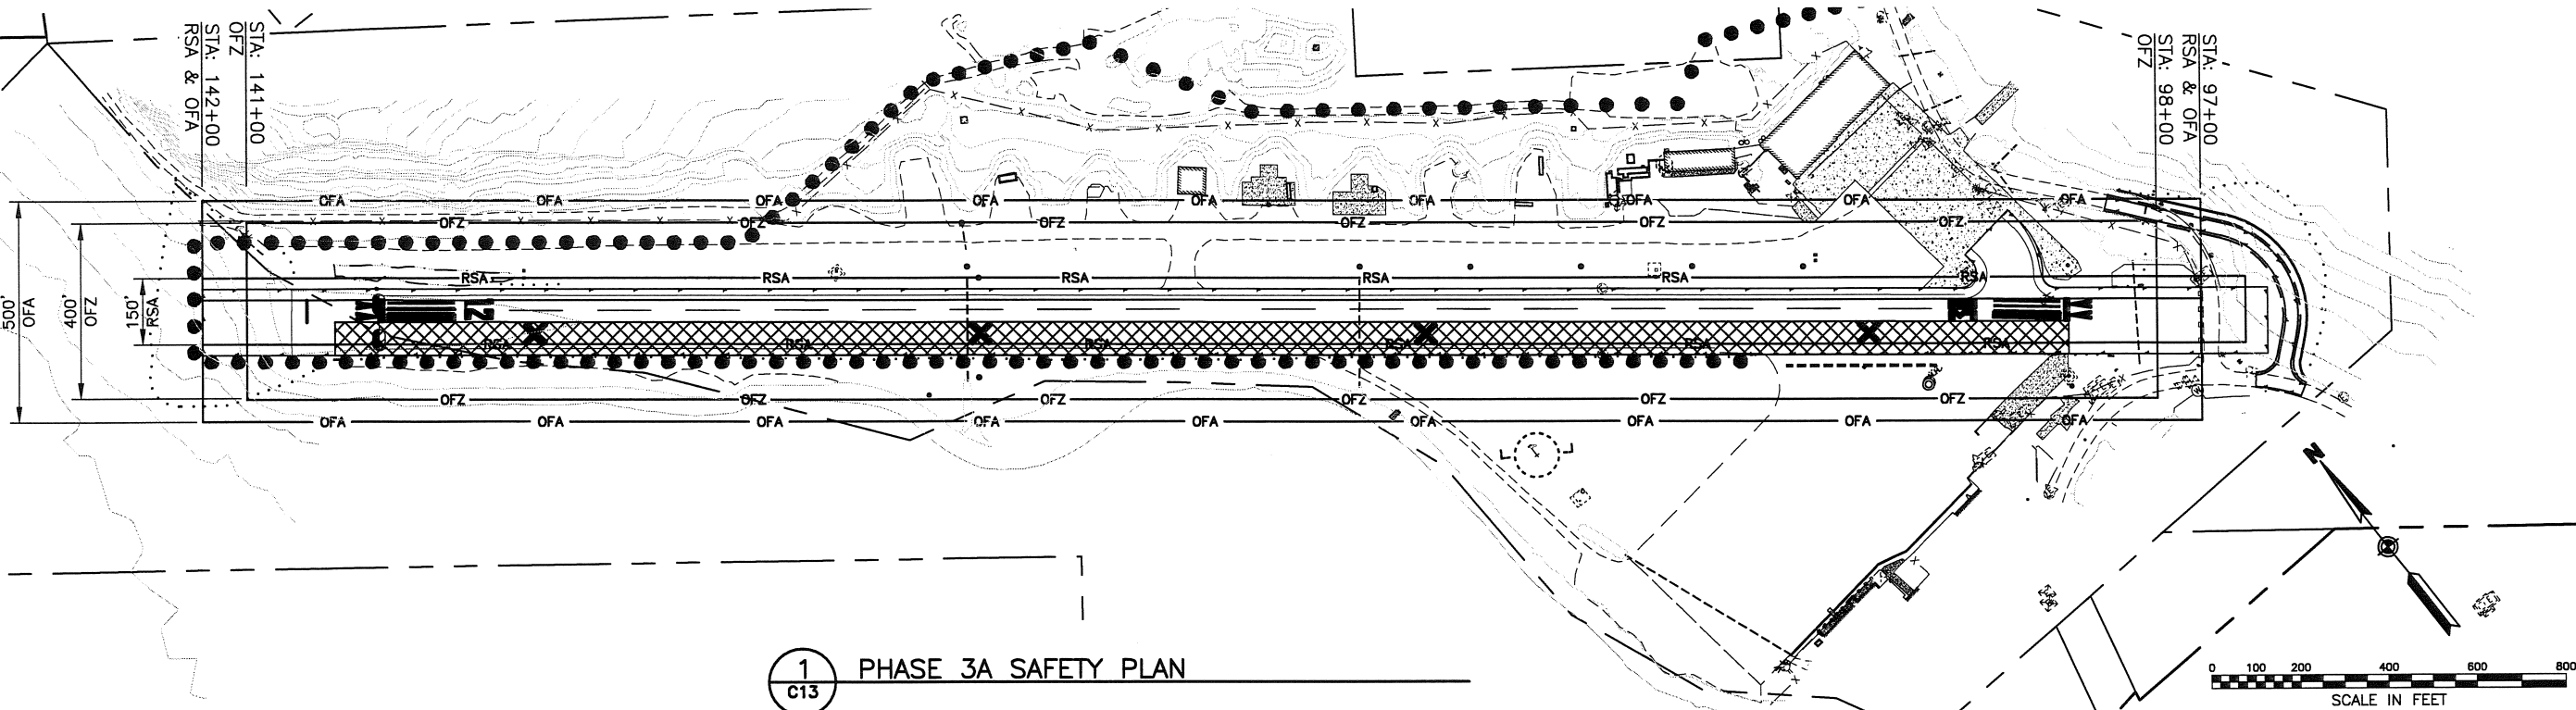 STA: 141+00
OFZ
STA: 142+00
RSA & OFA
STA: 97+00
RSA & OFA
STA: 98+00
OFZ
OFA OFA OFA OFA OFA OFA OFA OFA OFA
OFZ OFZ OFZ OFZ OFZ OFZ
RSA RSA RSA RSA RSA RSA
500'
OFA
400'
OFZ
150'
RSA
12
RSA RSA RSA RSA RSA RSA
OFZ OFZ OFZ OFZ OFZ OFZ
OFA OFA OFA OFA OFA OFA OFA OFA OFA
N
1
C13
PHASE 3A SAFETY PLAN
0 100 200 400 600 800
SCALE IN FEET